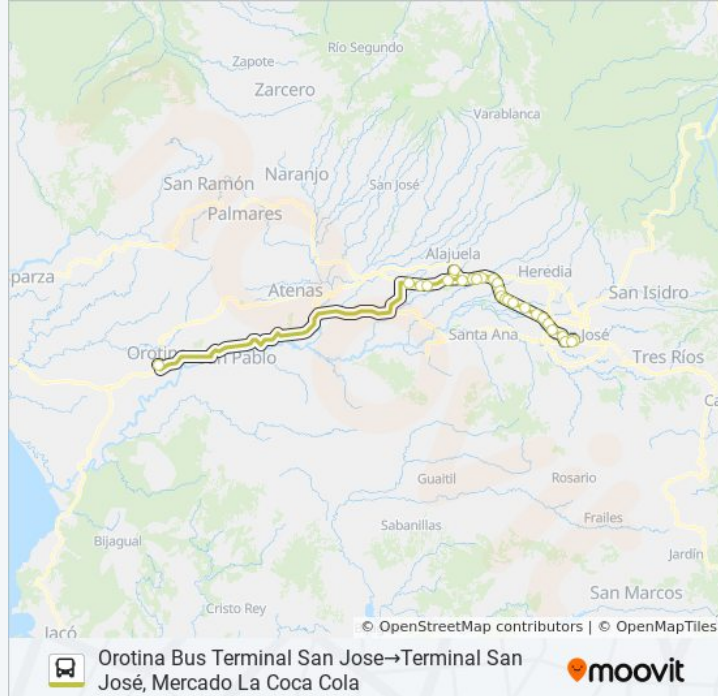 Río Segundo
Zapote
Zarcero
Varablanca
Naranjo
San José
San Ramón
Palmares
Alajuela
Heredia
parza
Atenas
San Isidro
Santa Ana
José
Orotina
Pablo
Tres Ríos
Ca
Guaitil
Rosario
Sabanillas
Frailes
Bijagual
Jardín
San Marcos
Cristo Rey
Jacó
© OpenStreetMap contributors | © OpenMapTiles
Orotina Bus Terminal San Jose→Terminal San
José, Mercado La Coca Cola
moovit